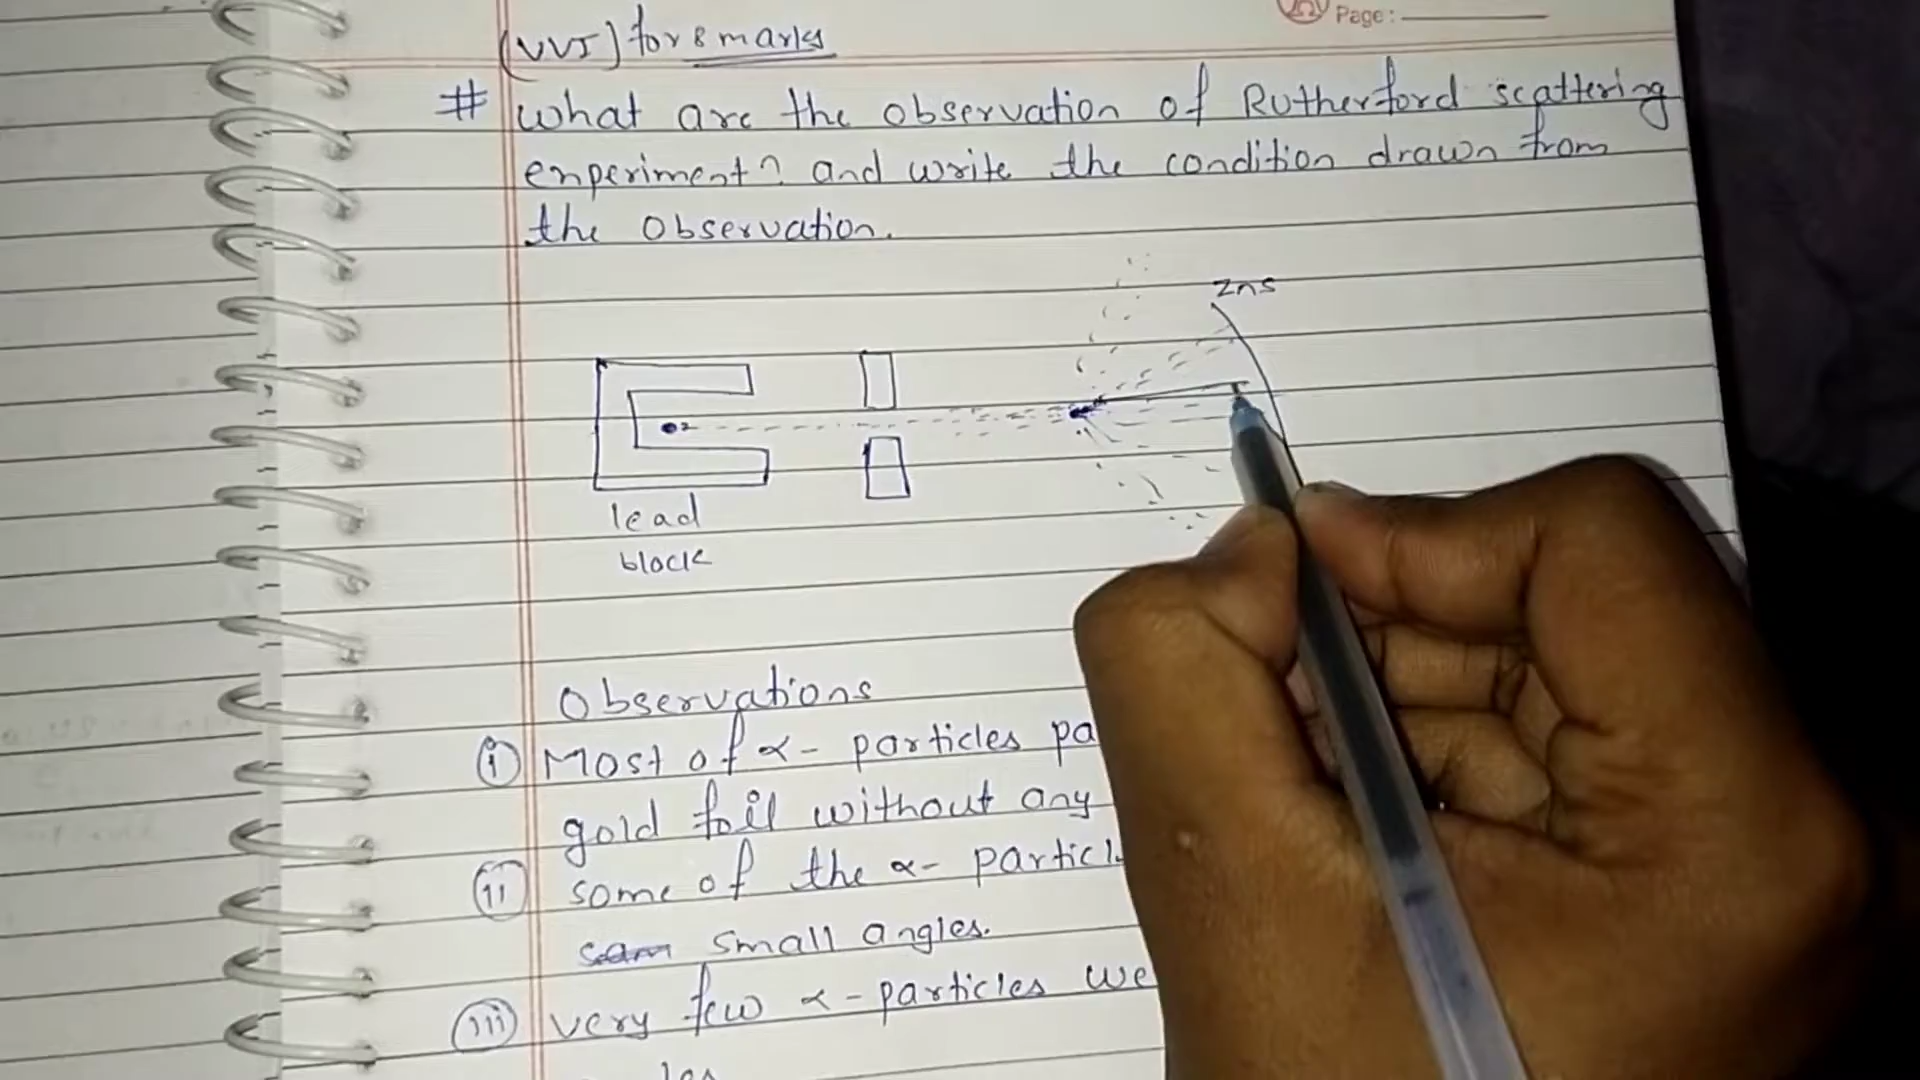 Page:
(VVI) for 8 marks
# What are the observation of Rutherford scattering
experiment? and write the condition drawn from
the observation.
zns
lead
block
Observations
(i) Most of α- particles pa
gold foil without any
(ii) some of the α- particl
small angles.
(iii) very few α-particles we